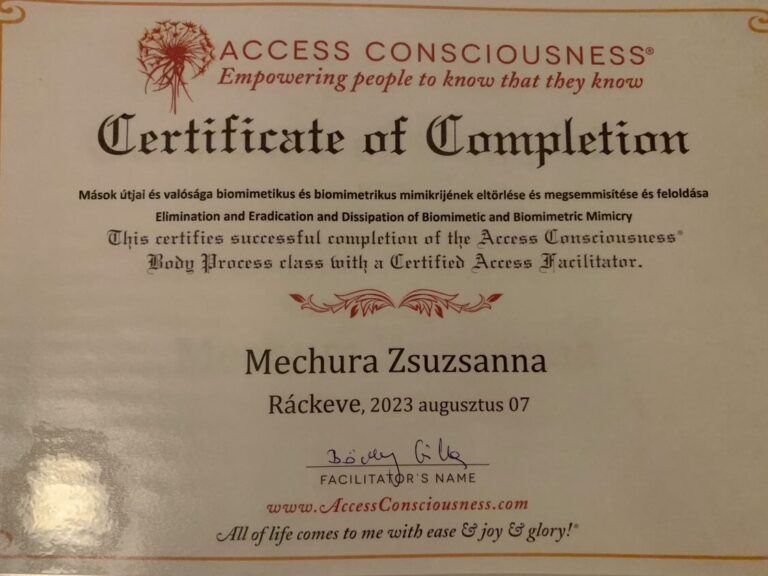 ACCESS CONSCIOUSNESS®
Empowering people to know that they know
Certificate of Completion
Mások útjai és valósága biomimetikus és biomimetrikus mimikrijének eltörlése és megsemmisítése és feloldása
Elimination and Eradication and Dissipation of Biomimetic and Biomimetric Mimicry
This certifies successful completion of the Access Consciousness®
Body Process class with a Certified Access Facilitator.
Mechura Zsuzsanna
Ráckeve, 2023 augusztus 07
FACILITATOR'S NAME
www.AccessConsciousness.com
All of life comes to me with ease & joy & glory!®